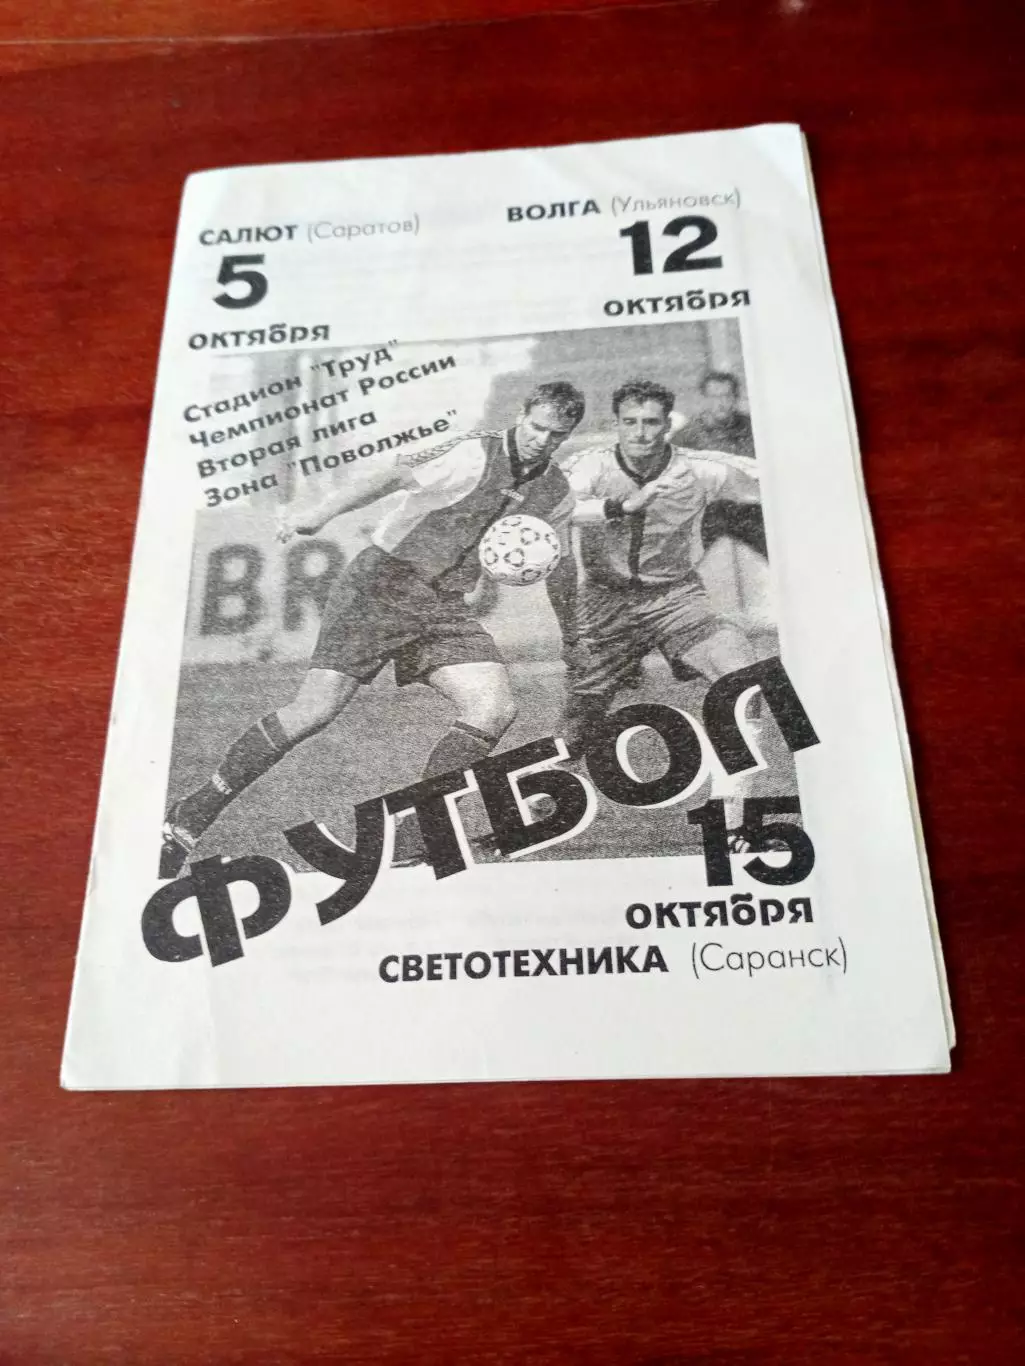 САЛЮТ (Саратов)
5
октября
ВОЛГА (Ульяновск)
12
октября
Стадион "Труд"
Чемпионат России
Вторая лига
Зона "Поволжье"
BR
ФУТБОЛ
15
октября
СВЕТОТЕХНИКА (Саранск)